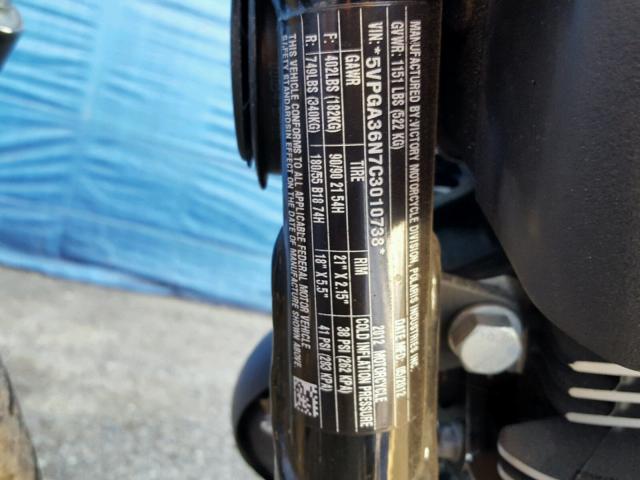 MANUFACTURED BY: VICTORY MOTORCYCLE DIVISION, POLARIS INDUSTRIES INC.
GVWR: 1151 LBS (522 KG) DATE MFD: 05/2012
VIN: *5VPGA36N7C3010738* 2012 MOTORCYCLE
GAWR TIRE RIM COLD INFLATION PRESSURE
F: 402LBS (182KG) 90/90 21 54H 21" X 2.15" 38 PSI (262 KPA)
R: 749LBS (340KG) 180/55 B18 74H 18" X 5.5" 41 PSI (283 KPA)
THIS VEHICLE CONFORMS TO ALL APPLICABLE FEDERAL MOTOR VEHICLE
SAFETY STANDARDS IN EFFECT ON THE DATE OF MANUFACTURE SHOWN ABOVE.